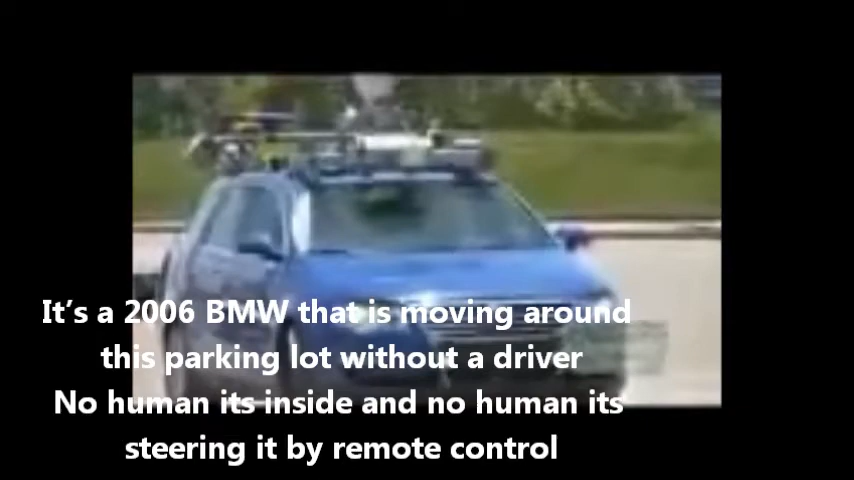 It's a 2006 BMW that is moving around
this parking lot without a driver
No human its inside and no human its
steering it by remote control